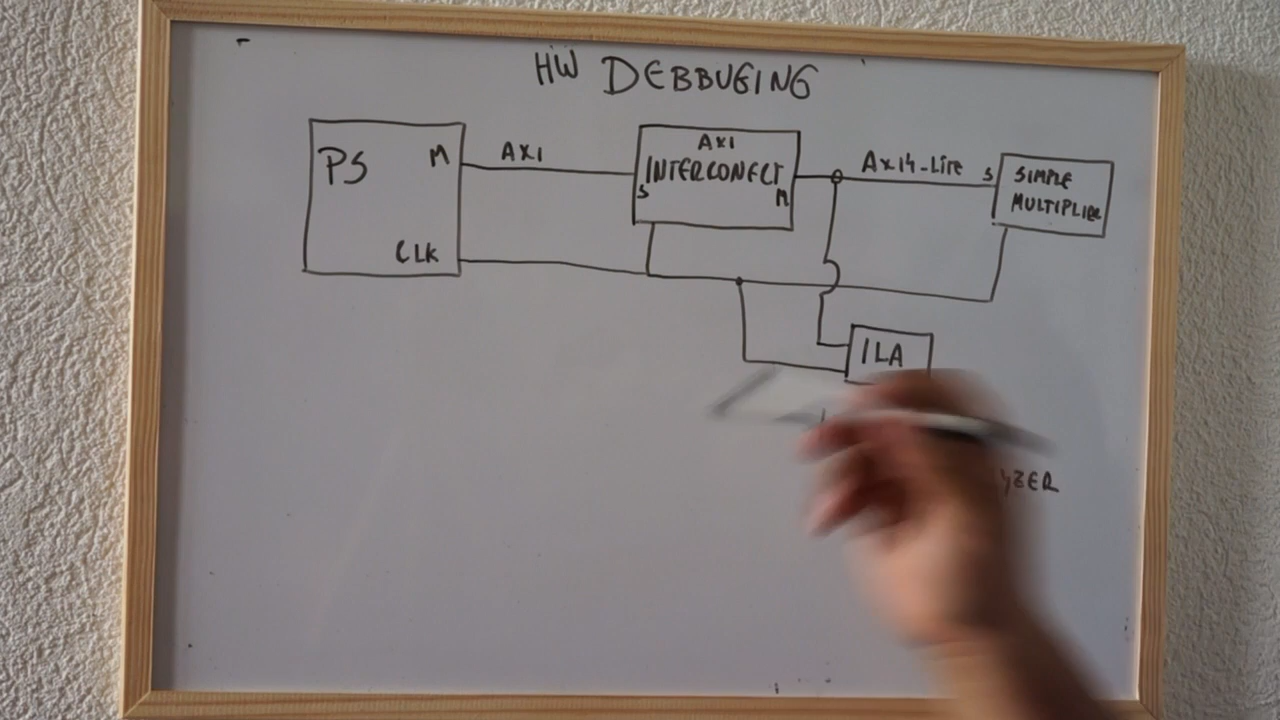 HW DEBBUGING
PS
M
AXI
CLK
AXI
INTERCONECT
S
M
AXI4-Lite
S
SIMPLE
MULTIPLIER
ILA